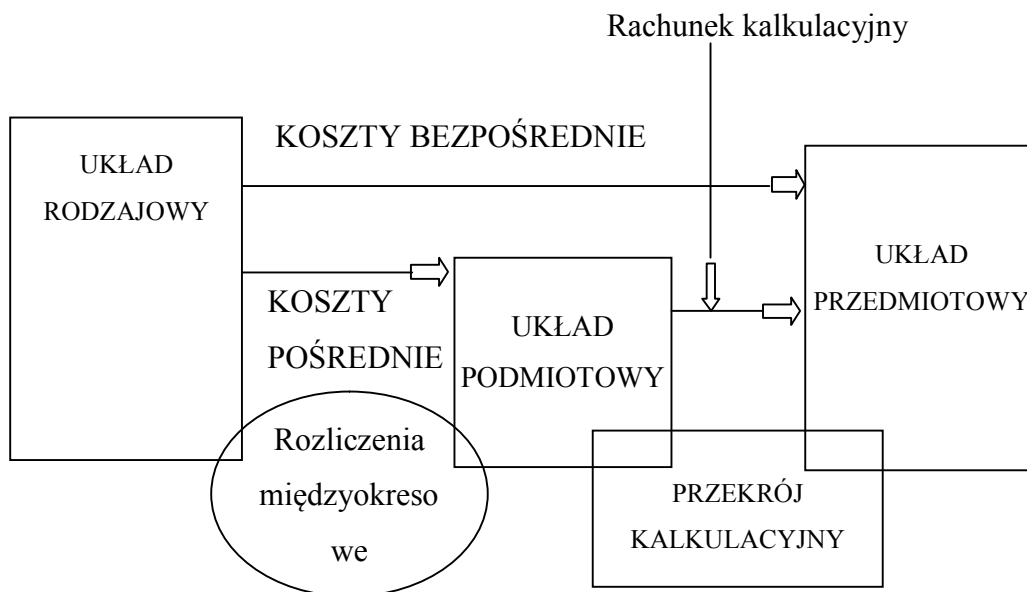 Rachunek kalkulacyjny
KOSZTY BEZPOŚREDNIE
UKŁAD
RODZAJOWY
KOSZTY
POŚREDNIE
UKŁAD
PODMIOTOWY
UKŁAD
PRZEDMIOTOWY
Rozliczenia
międzyokreso
we
PRZEKRÓJ
KALKULACYJNY